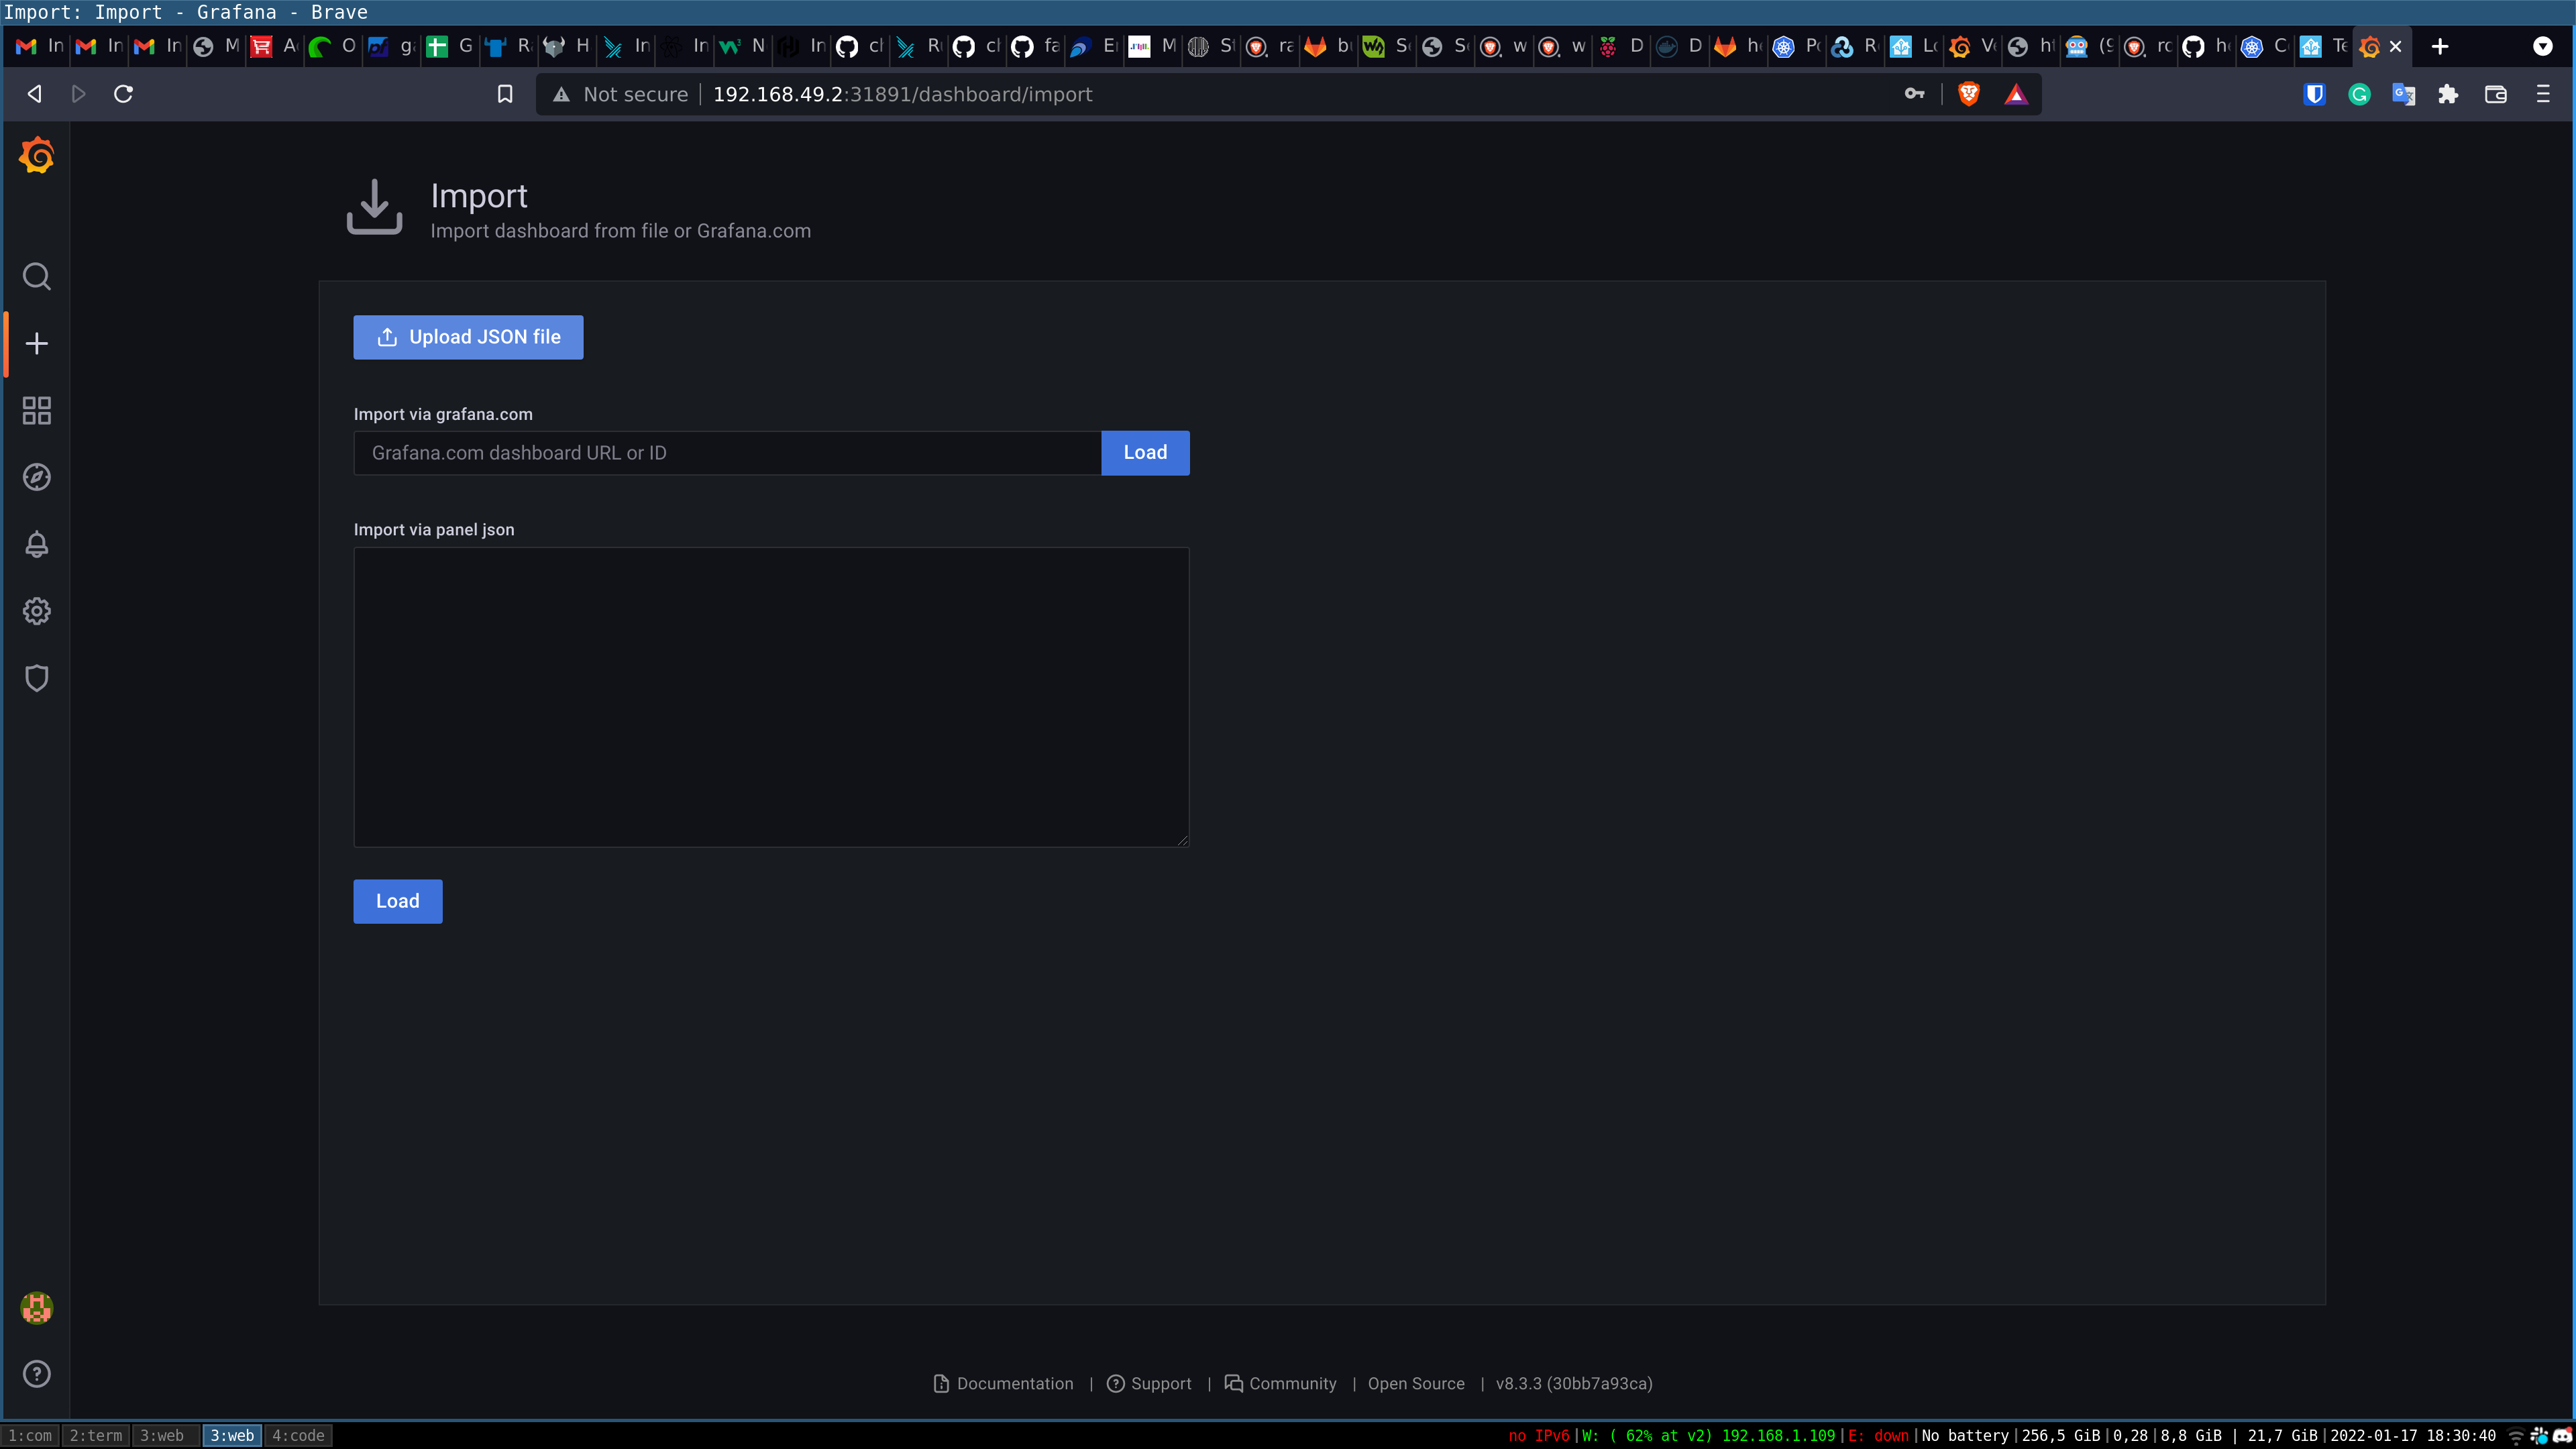 Import: Import - Grafana - Brave
In In In M A O g G R H In In N In cl R cl fa E M S ra b S S w w D D h P R L V h (9 r h C Te
Not secure 192.168.49.2:31891/dashboard/import
Import
Import dashboard from file or Grafana.com
Upload JSON file
Import via grafana.com
Grafana.com dashboard URL or ID Load
Import via panel json
Load
Documentation | Support | Community | Open Source | v8.3.3 (30bb7a93ca)
1:com 2:term 3:web 3:web 4:code no IPv6|W: ( 62% at v2) 192.168.1.109|E: down|No battery|256,5 GiB|0,28|8,8 GiB | 21,7 GiB|2022-01-17 18:30:40